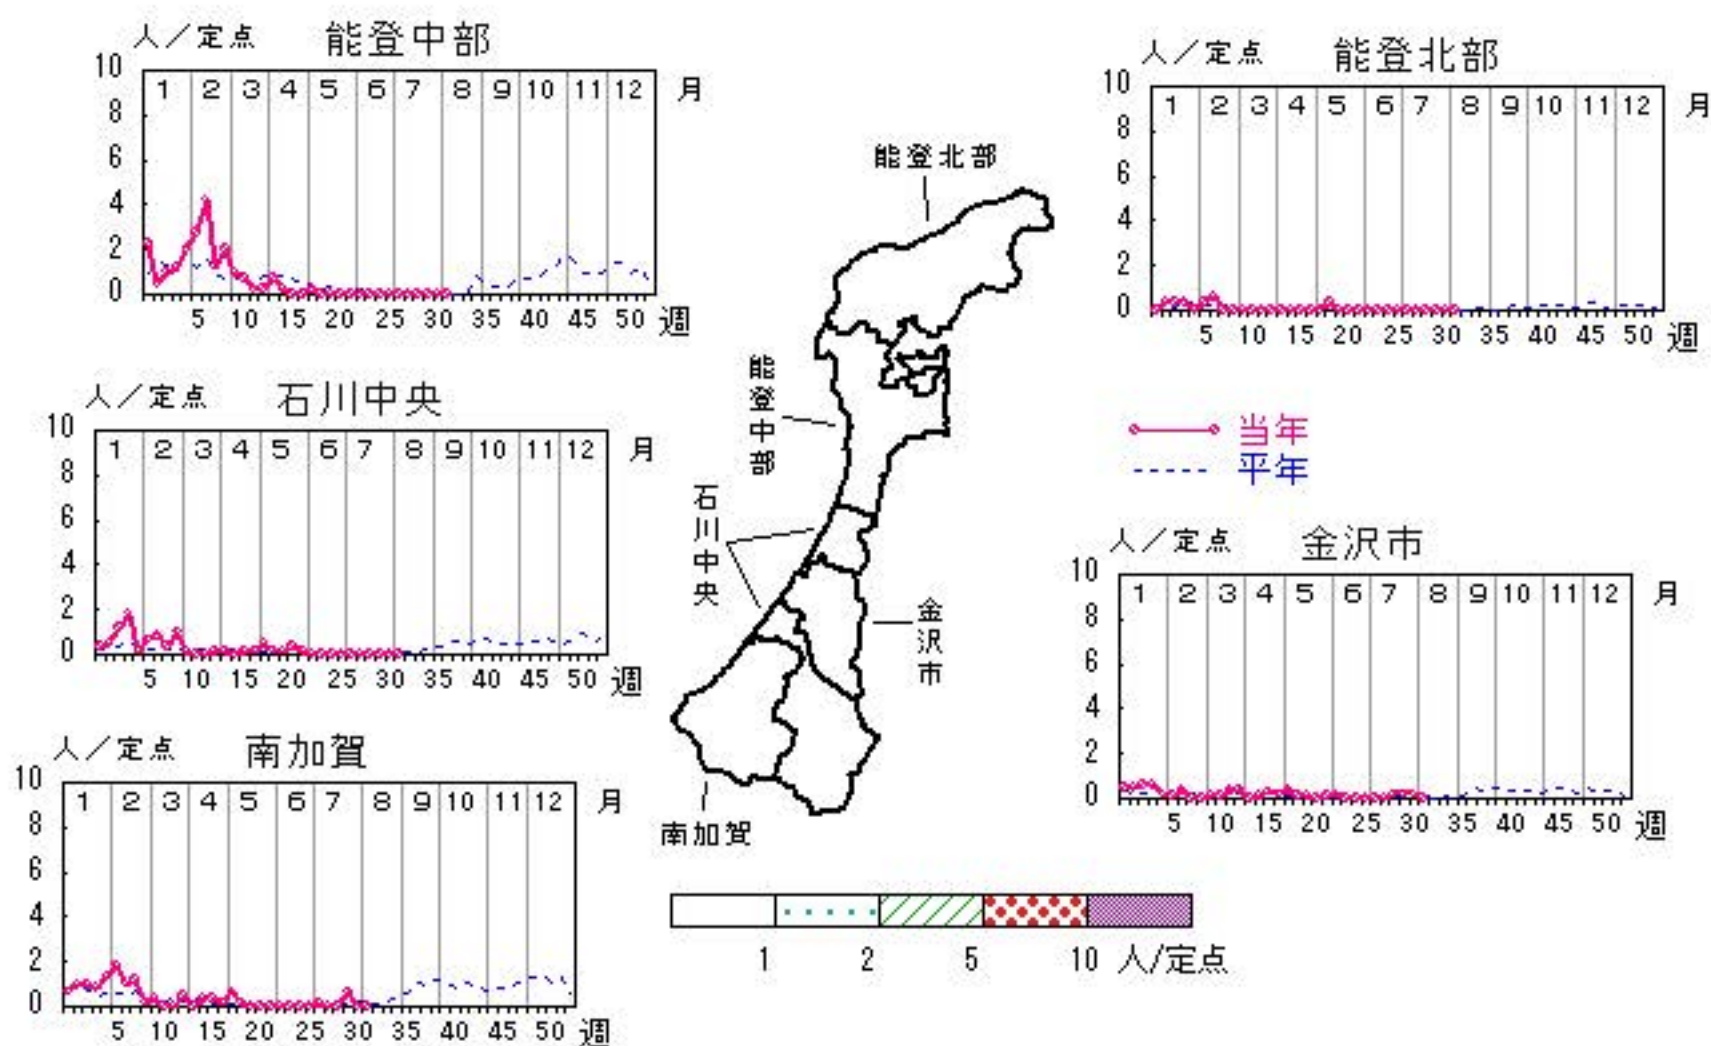 人／定点 能登中部
10 8 6 4 2 0
1 2 3 4 5 6 7 8 9 10 11 12 月
5 10 15 20 25 30 35 40 45 50 週
人／定点 能登北部
10 8 6 4 2 0
1 2 3 4 5 6 7 8 9 10 11 12 月
5 10 15 20 25 30 35 40 45 50 週
能登北部
能登中部
石川中央
金沢市
南加賀
人／定点 石川中央
10 8 6 4 2 0
1 2 3 4 5 6 7 8 9 10 11 12 月
5 10 15 20 25 30 35 40 45 50 週
当年
平年
人／定点 金沢市
10 8 6 4 2 0
1 2 3 4 5 6 7 8 9 10 11 12 月
5 10 15 20 25 30 35 40 45 50 週
人／定点 南加賀
10 8 6 4 2 0
1 2 3 4 5 6 7 8 9 10 11 12 月
5 10 15 20 25 30 35 40 45 50 週
1 2 5 10 人/定点